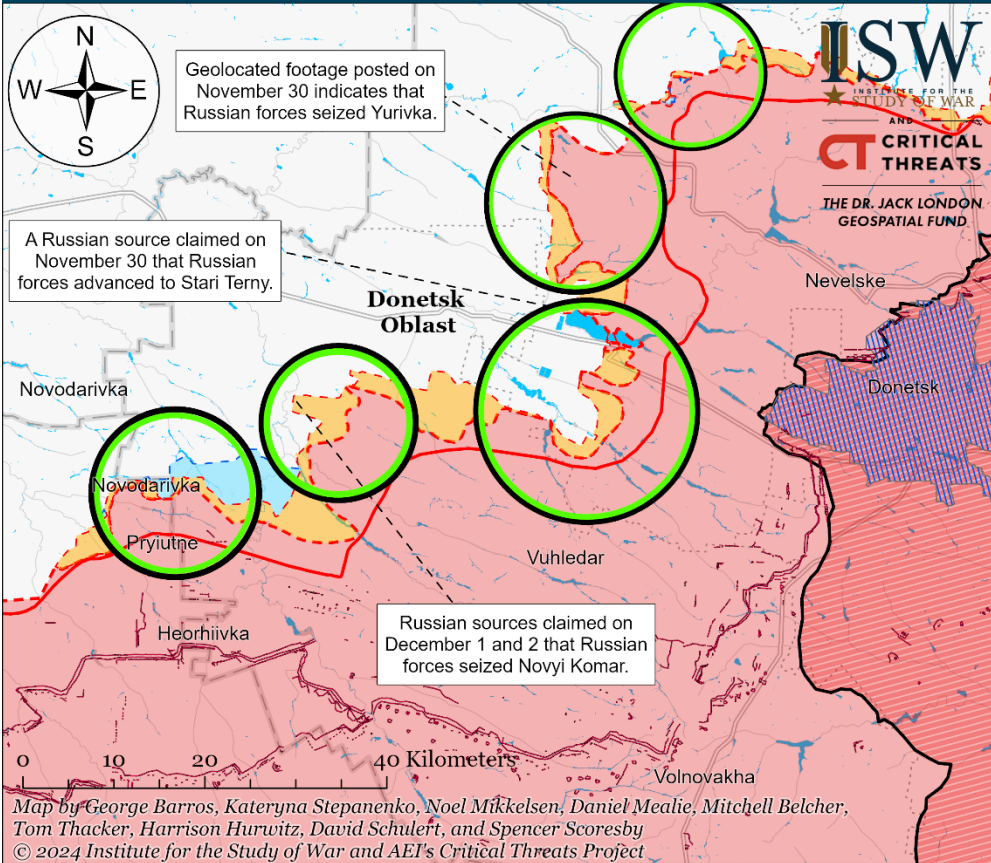 N
W
E
S
Geolocated footage posted on
November 30 indicates that
Russian forces seized Yurivka.
ISW
INSTITUTE FOR THE
STUDY OF WAR
AND
CT CRITICAL
THREATS
THE DR. JACK LONDON
GEOSPATIAL FUND
A Russian source claimed on
November 30 that Russian
forces advanced to Stari Terny.
Donetsk
Oblast
Nevelske
Donetsk
Novodarivka
Novodarivka
Pryiutne
Vuhledar
Russian sources claimed on
December 1 and 2 that Russian
forces seized Novyi Komar.
Heorhiivka
Volnovakha
0 10 20 40 Kilometers
Map by George Barros, Kateryna Stepanenko, Noel Mikkelsen, Daniel Mealie, Mitchell Belcher,
Tom Thacker, Harrison Hurwitz, David Schulert, and Spencer Scoresby
© 2024 Institute for the Study of War and AEI's Critical Threats Project